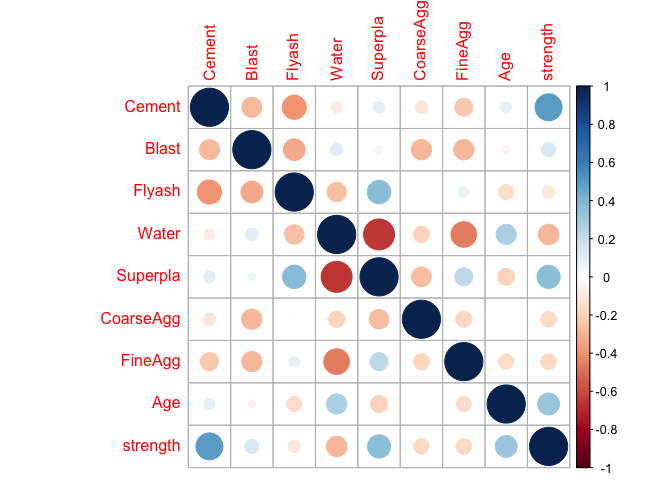 Cement
Blast
Flyash
Water
Superpla
CoarseAgg
FineAgg
Age
strength
Cement
Blast
Flyash
Water
Superpla
CoarseAgg
FineAgg
Age
strength
1
0.8
0.6
0.4
0.2
0
-0.2
-0.4
-0.6
-0.8
-1